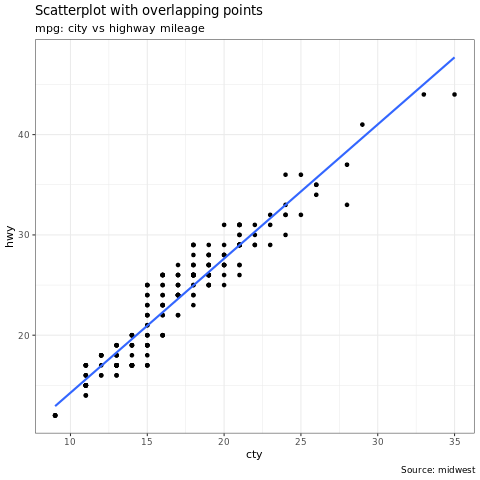 Scatterplot with overlapping points
mpg: city vs highway mileage
hwy
40
30
20
10
15
20
25
30
35
cty
Source: midwest